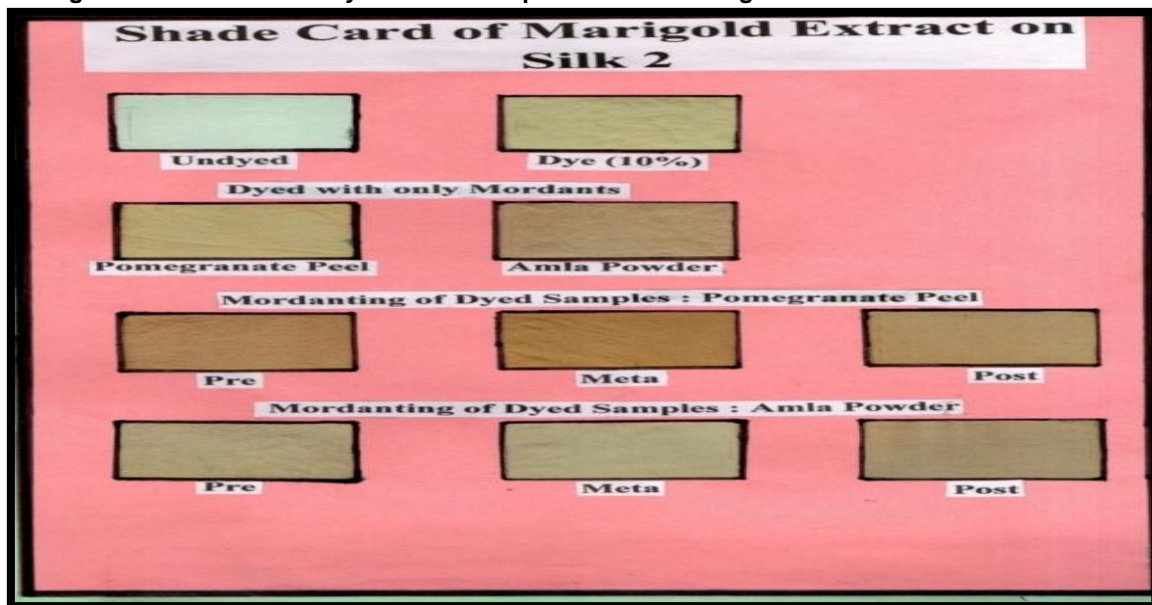 Shade Card of Marigold Extract on
Silk 2
Undyed Dye (10%)
Dyed with only Mordants
Pomegranate Peel Amla Powder
Mordanting of Dyed Samples : Pomegranate Peel
Pre Meta Post
Mordanting of Dyed Samples : Amla Powder
Pre Meta Post